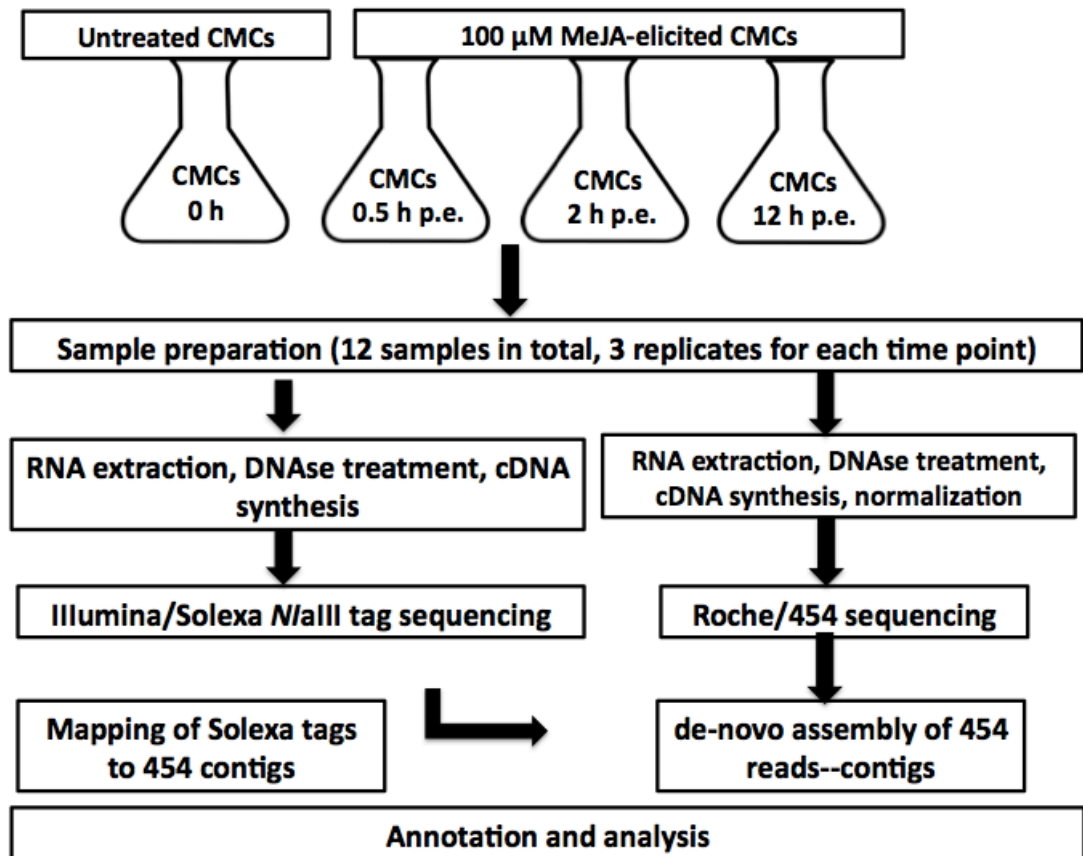 Untreated CMCs
100 µM MeJA-elicited CMCs
CMCs
0 h
CMCs
0.5 h p.e.
CMCs
2 h p.e.
CMCs
12 h p.e.
Sample preparation (12 samples in total, 3 replicates for each time point)
RNA extraction, DNAse treatment, cDNA
synthesis
RNA extraction, DNAse treatment,
cDNA synthesis, normalization
Illumina/Solexa NlaIII tag sequencing
Roche/454 sequencing
Mapping of Solexa tags
to 454 contigs
de-novo assembly of 454
reads--contigs
Annotation and analysis